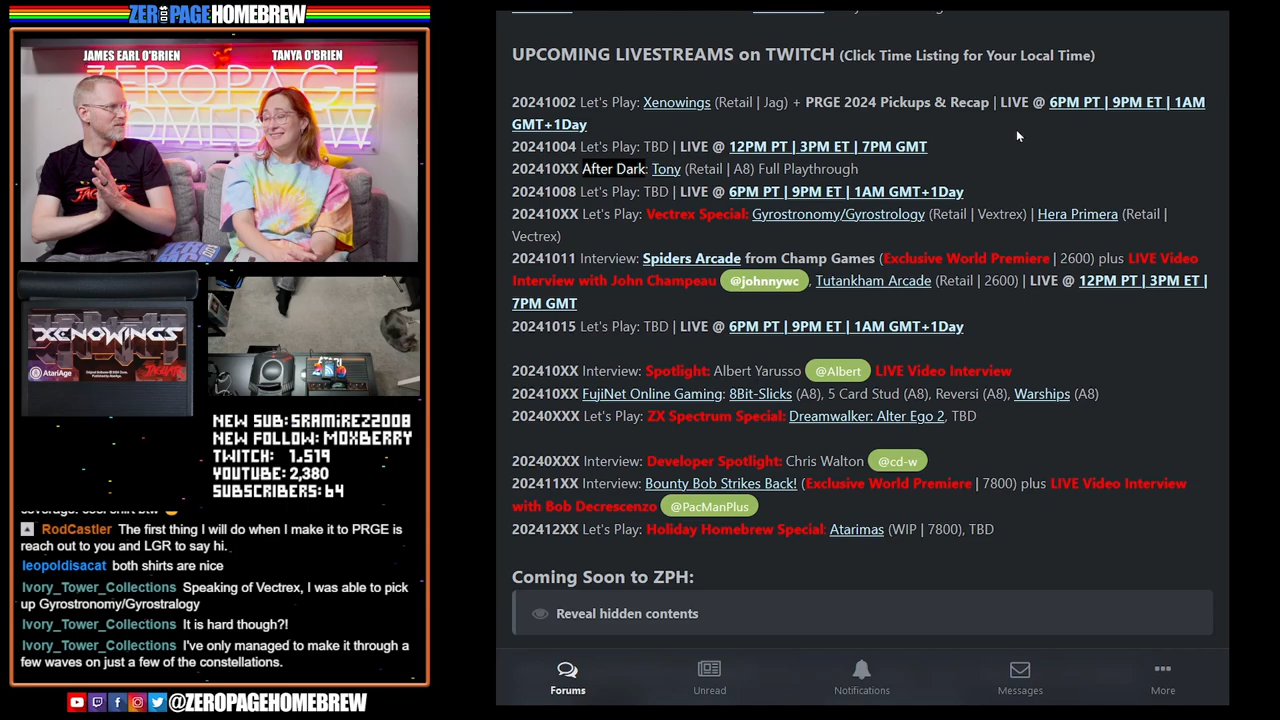 ZEROPAGEHOMEBREW
JAMES EARL O'BRIEN
TANYA O'BRIEN
ZEROPAGE
HOMEBREW
XENOWINGS
AtariAge
JAGUAR
ATARI
NEW SUB:SRAMIREZ2008
NEW FOLLOW:MOXBERRY
TWITCH: 1,519
YOUTUBE: 2,380
SUBSCRIBERS: 64
RodCastler The first thing I will do when I make it to PRGE is
reach out to you and LGR to say hi.
leopoldisacat both shirts are nice
Ivory_Tower_Collections Speaking of Vectrex, I was able to pick
up Gyrostronomy/Gyrostralogy
Ivory_Tower_Collections It is hard though?!
Ivory_Tower_Collections I've only managed to make it through a
few waves on just a few of the constellations.
@ZEROPAGEHOMEBREW
UPCOMING LIVESTREAMS on TWITCH (Click Time Listing for Your Local Time)
20241002 Let's Play: Xenowings (Retail | Jag) + PRGE 2024 Pickups & Recap | LIVE @ 6PM PT | 9PM ET | 1AM
GMT+1Day
20241004 Let's Play: TBD | LIVE @ 12PM PT | 3PM ET | 7PM GMT
202410XX After Dark: Tony (Retail | A8) Full Playthrough
20241008 Let's Play: TBD | LIVE @ 6PM PT | 9PM ET | 1AM GMT+1Day
202410XX Let's Play: Vectrex Special: Gyrostronomy/Gyrostrology (Retail | Vextrex) | Hera Primera (Retail |
Vectrex)
20241011 Interview: Spiders Arcade from Champ Games (Exclusive World Premiere | 2600) plus LIVE Video
Interview with John Champeau @johnnywc, Tutankham Arcade (Retail | 2600) | LIVE @ 12PM PT | 3PM ET |
7PM GMT
20241015 Let's Play: TBD | LIVE @ 6PM PT | 9PM ET | 1AM GMT+1Day
202410XX Interview: Spotlight: Albert Yarusso @Albert LIVE Video Interview
202410XX FujiNet Online Gaming: 8Bit-Slicks (A8), 5 Card Stud (A8), Reversi (A8), Warships (A8)
20240XXX Let's Play: ZX Spectrum Special: Dreamwalker: Alter Ego 2, TBD
20240XXX Interview: Developer Spotlight: Chris Walton @cd-w
202411XX Interview: Bounty Bob Strikes Back! (Exclusive World Premiere | 7800) plus LIVE Video Interview
with Bob Decrescenzo @PacManPlus
202412XX Let's Play: Holiday Homebrew Special: Atarimas (WIP | 7800), TBD
Coming Soon to ZPH:
Reveal hidden contents
Forums
Unread
Notifications
Messages
More